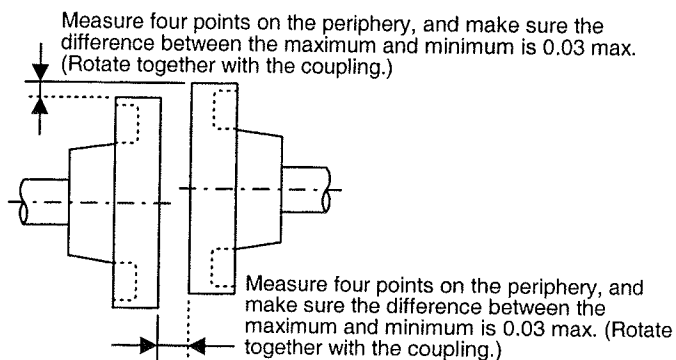 Measure four points on the periphery, and make sure the
difference between the maximum and minimum is 0.03 max.
(Rotate together with the coupling.)
Measure four points on the periphery, and
make sure the difference between the
maximum and minimum is 0.03 max. (Rotate
together with the coupling.)